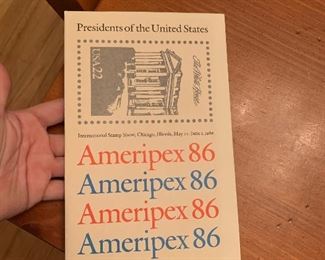 Presidents of the United States
USA 22
The White House
International Stamp Show, Chicago, Illinois, May 22-June 1, 1986
Ameripex 86
Ameripex 86
Ameripex 86
Ameripex 86